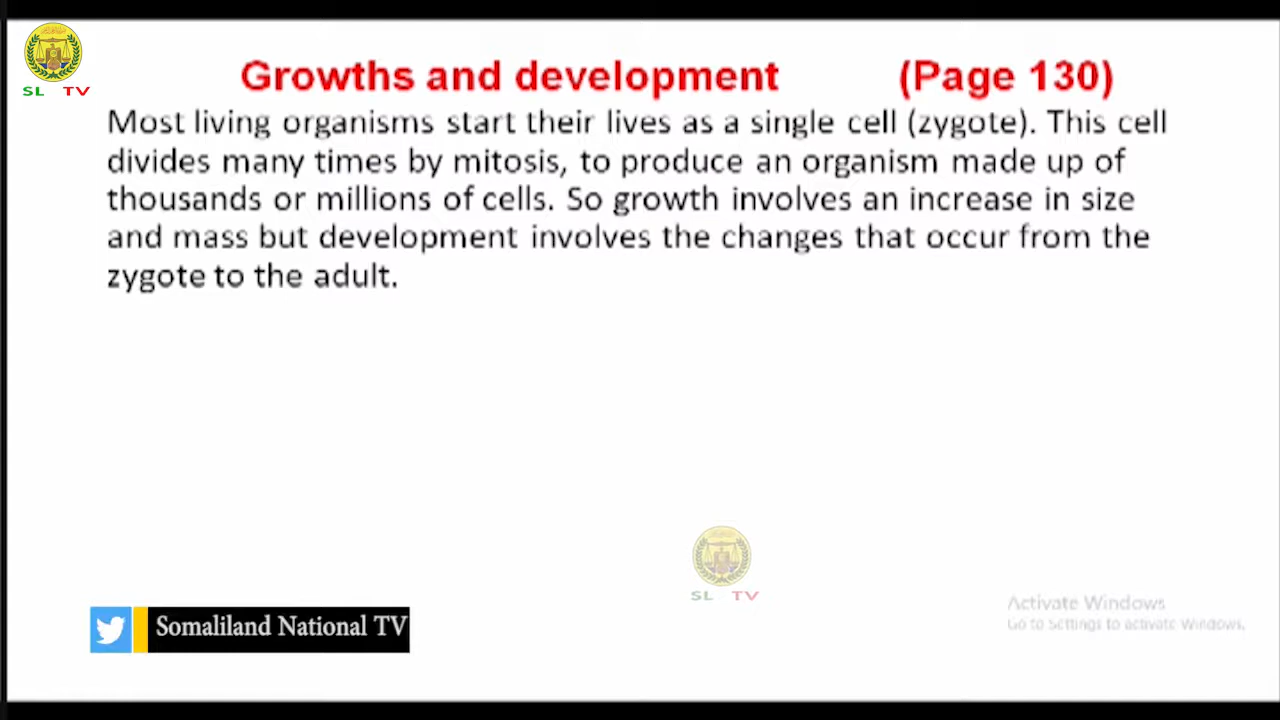 SL TV
Growths and development (Page 130)
Most living organisms start their lives as a single cell (zygote). This cell
divides many times by mitosis, to produce an organism made up of
thousands or millions of cells. So growth involves an increase in size
and mass but development involves the changes that occur from the
zygote to the adult.
SL TV
Somaliland National TV
Activate Windows
Go to Settings to activate Windows.